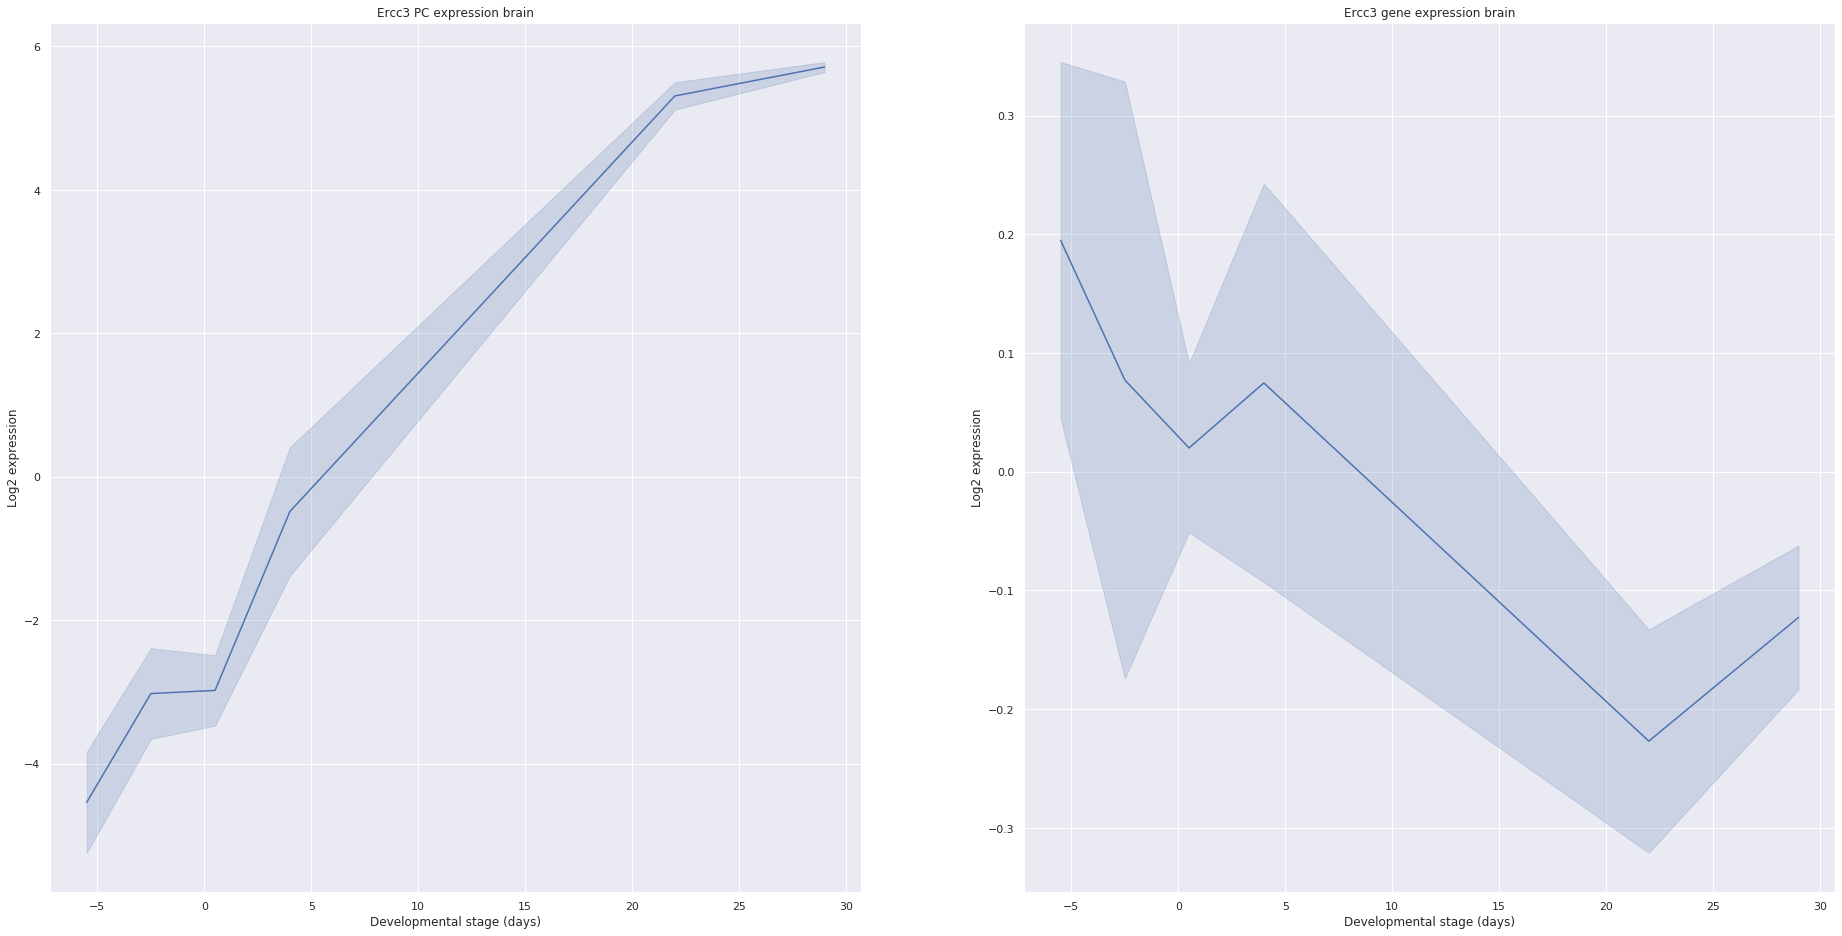 Ercc3 PC expression brain
6
4
2
0
−2
−4
Log2 expression
−5 0 5 10 15 20 25 30
Developmental stage (days)
Ercc3 gene expression brain
0.3
0.2
0.1
0.0
−0.1
−0.2
−0.3
Log2 expression
−5 0 5 10 15 20 25 30
Developmental stage (days)